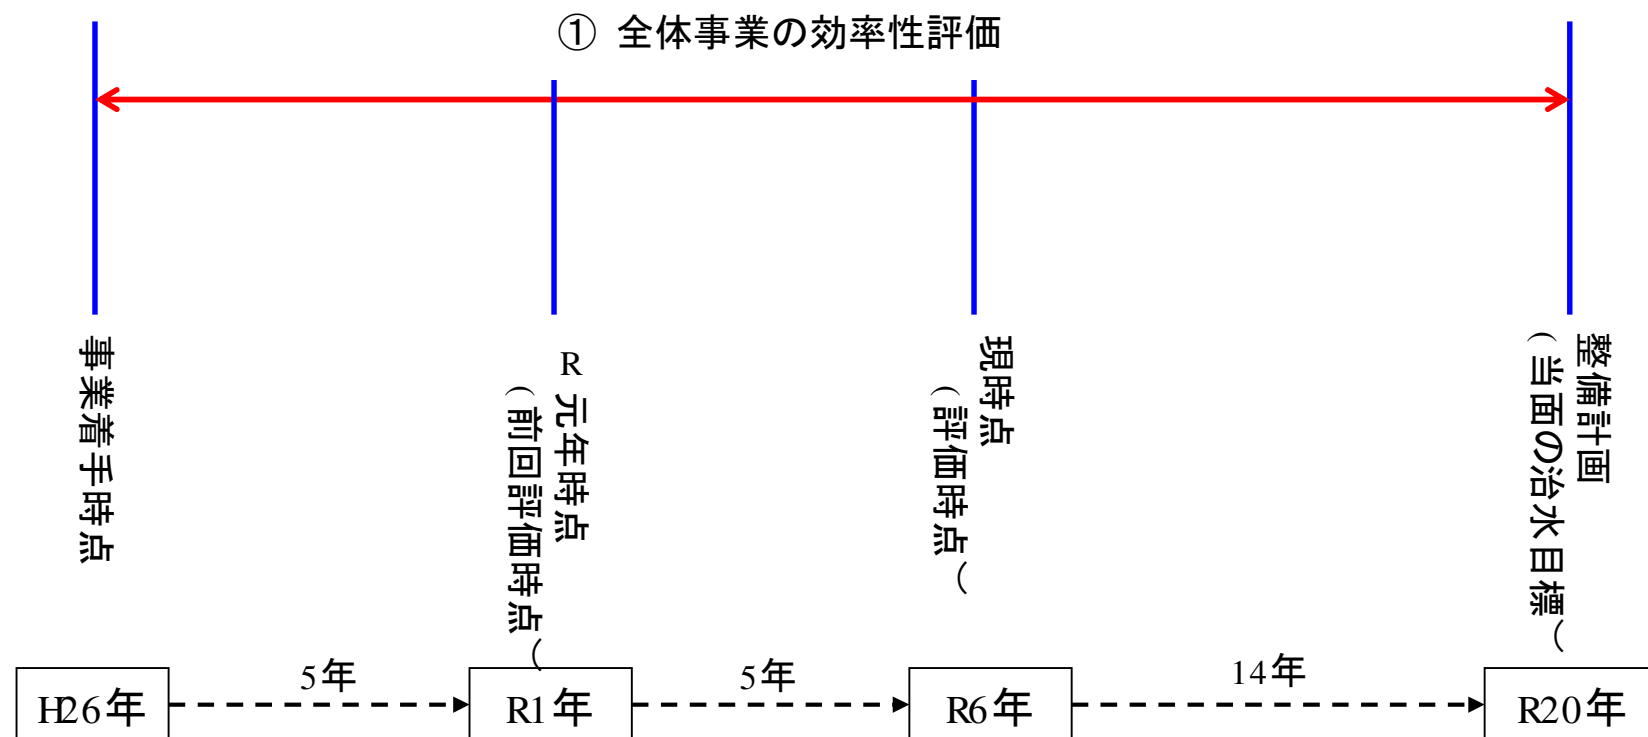 ① 全体事業の効率性評価
事業着手時点
R元年時点
(前回評価時点)
現時点
(評価時点)
整備計画
(当面の治水目標)
5年
5年
14年
H26年
R1年
R6年
R20年